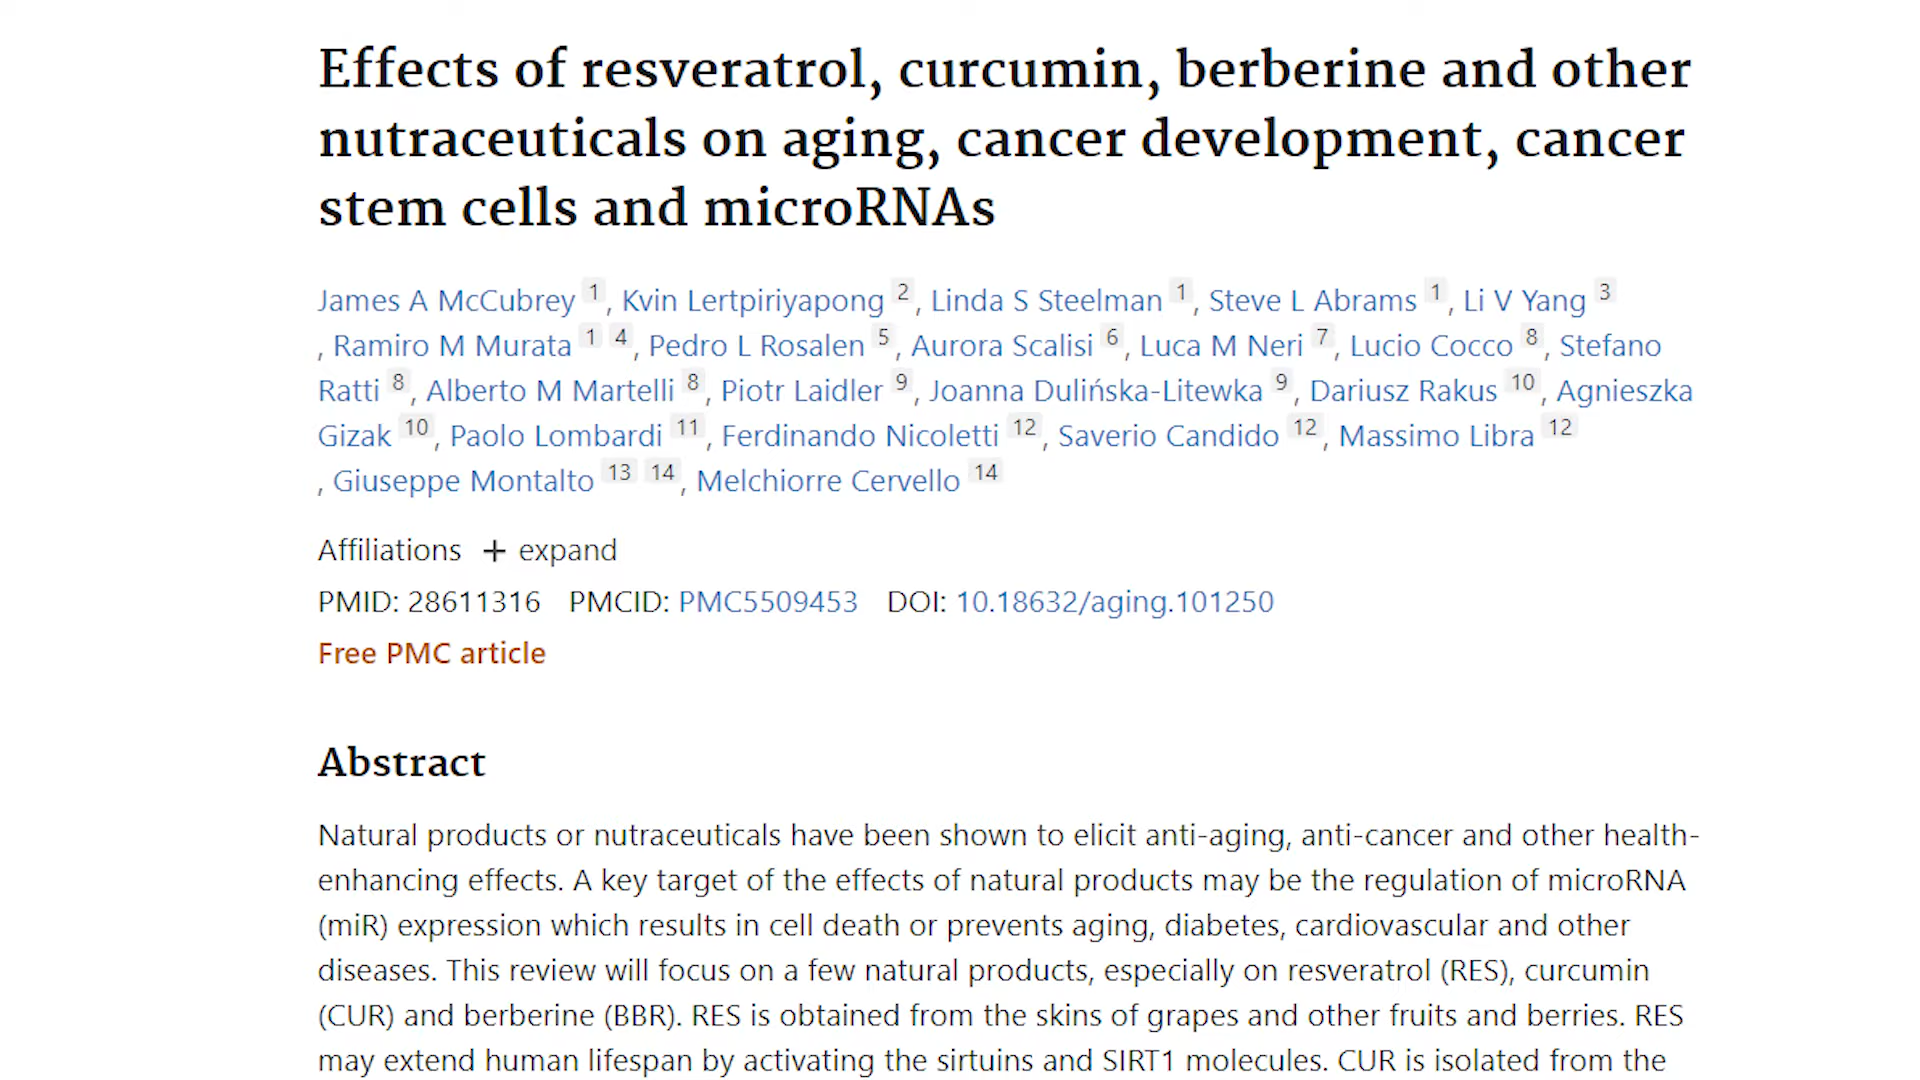 Effects of resveratrol, curcumin, berberine and other
nutraceuticals on aging, cancer development, cancer
stem cells and microRNAs
James A McCubrey 1, Kvin Lertpiriyapong 2, Linda S Steelman 1, Steve L Abrams 1, Li V Yang 3
, Ramiro M Murata 1 4, Pedro L Rosalen 5, Aurora Scalisi 6, Luca M Neri 7, Lucio Cocco 8, Stefano
Ratti 8, Alberto M Martelli 8, Piotr Laidler 9, Joanna Dulińska-Litewka 9, Dariusz Rakus 10, Agnieszka
Gizak 10, Paolo Lombardi 11, Ferdinando Nicoletti 12, Saverio Candido 12, Massimo Libra 12
, Giuseppe Montalto 13 14, Melchiorre Cervello 14
Affiliations + expand
PMID: 28611316 PMCID: PMC5509453 DOI: 10.18632/aging.101250
Free PMC article
Abstract
Natural products or nutraceuticals have been shown to elicit anti-aging, anti-cancer and other health-
enhancing effects. A key target of the effects of natural products may be the regulation of microRNA
(miR) expression which results in cell death or prevents aging, diabetes, cardiovascular and other
diseases. This review will focus on a few natural products, especially on resveratrol (RES), curcumin
(CUR) and berberine (BBR). RES is obtained from the skins of grapes and other fruits and berries. RES
may extend human lifespan by activating the sirtuins and SIRT1 molecules. CUR is isolated from the